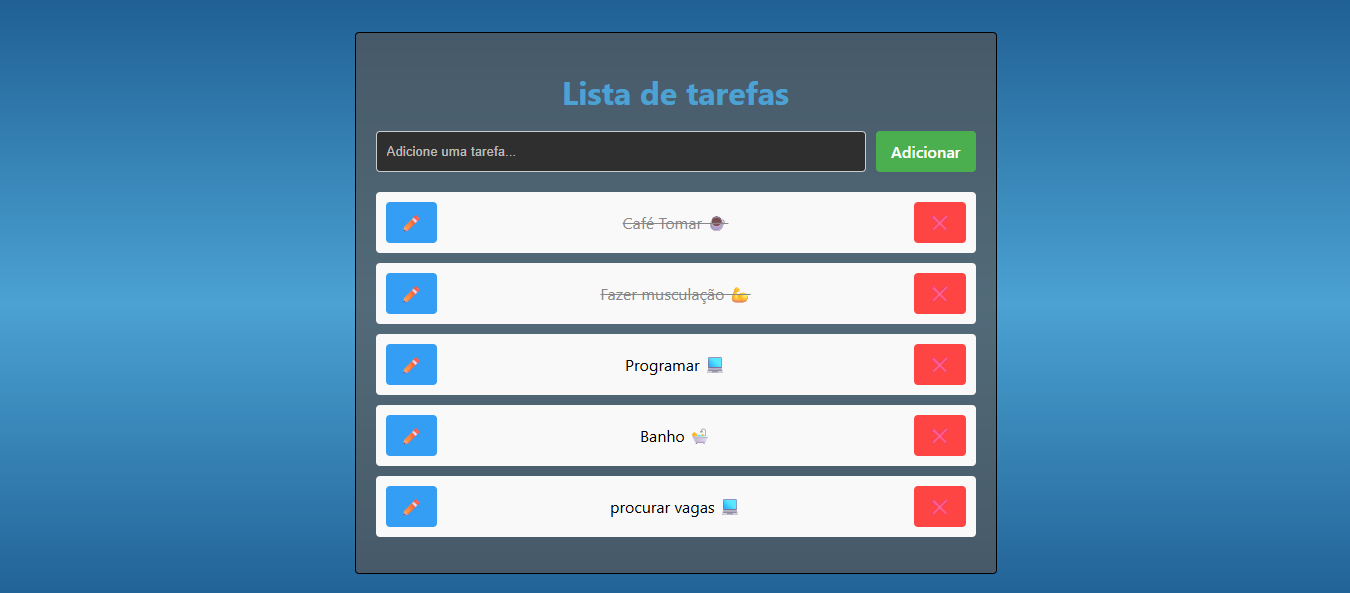 Lista de tarefas
Adicione uma tarefa...
Adicionar
Café Tomar ☕
Fazer musculação 💪
Programar 💻
Banho 🛀
procurar vagas 💻